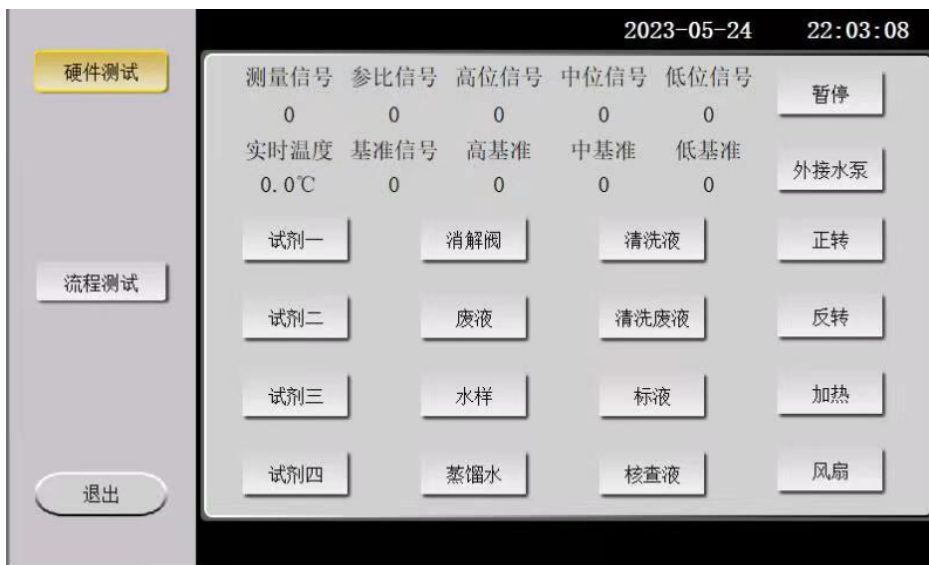 2023-05-24 22:03:08
硬件测试
测量信号 参比信号 高位信号 中位信号 低位信号
暂停
0 0 0 0 0
实时温度 基准信号 高基准 中基准 低基准
外接水泵
0.0℃ 0 0 0 0
试剂一 消解阀 清洗液 正转
流程测试
试剂二 废液 清洗废液 反转
试剂三 水样 标液 加热
试剂四 蒸馏水 核查液 风扇
退出